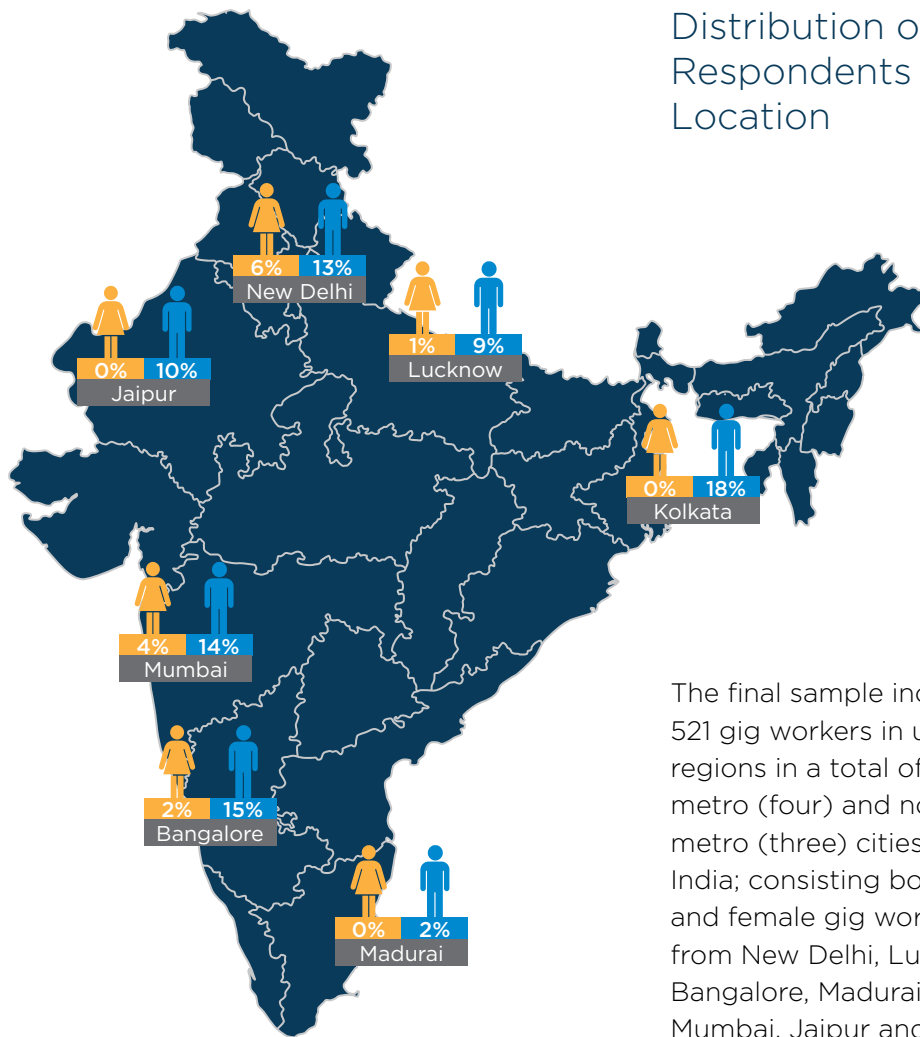 Distribution o
Respondents
Location
6% 13%
New Delhi
1% 9%
Lucknow
0% 10%
Jaipur
0% 18%
Kolkata
4% 14%
Mumbai
2% 15%
Bangalore
0% 2%
Madurai
The final sample inc
521 gig workers in u
regions in a total of
metro (four) and no
metro (three) cities
India; consisting bo
and female gig wor
from New Delhi, Lu
Bangalore, Madurai
Mumbai, Jaipur and